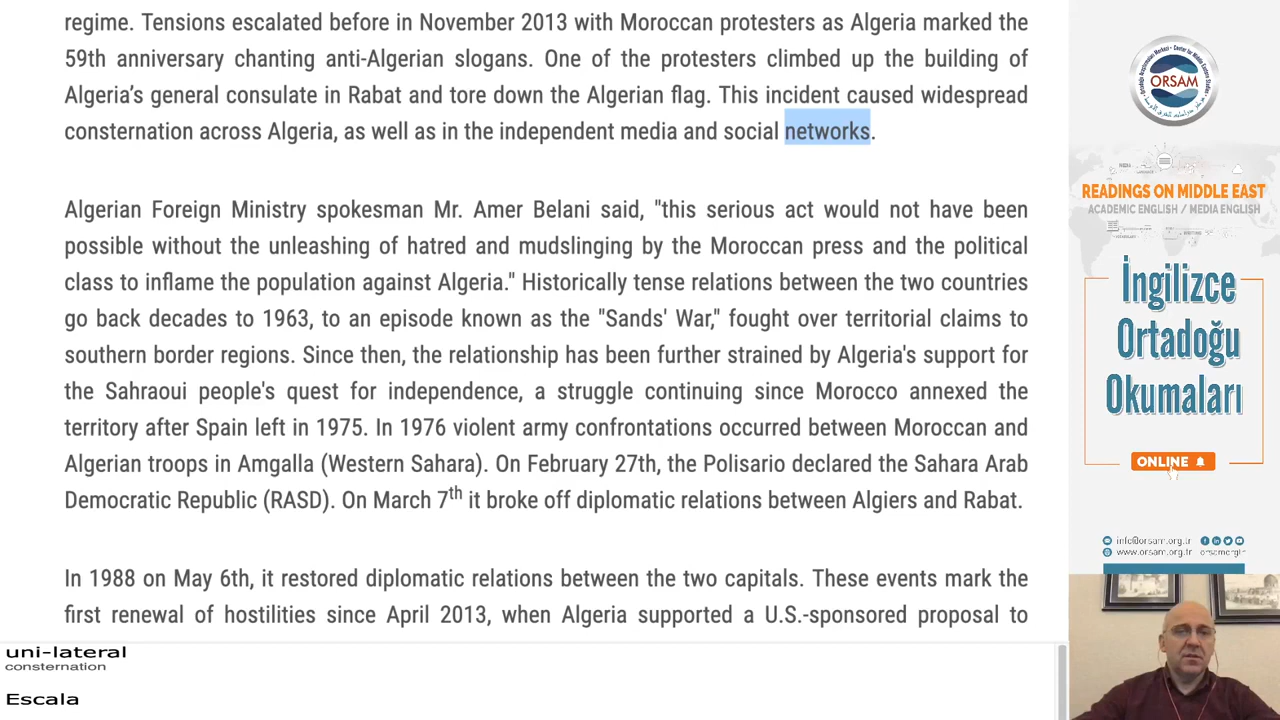 regime. Tensions escalated before in November 2013 with Moroccan protesters as Algeria marked the
59th anniversary chanting anti-Algerian slogans. One of the protesters climbed up the building of
Algeria’s general consulate in Rabat and tore down the Algerian flag. This incident caused widespread
consternation across Algeria, as well as in the independent media and social networks.
Algerian Foreign Ministry spokesman Mr. Amer Belani said, "this serious act would not have been
possible without the unleashing of hatred and mudslinging by the Moroccan press and the political
class to inflame the population against Algeria." Historically tense relations between the two countries
go back decades to 1963, to an episode known as the "Sands' War," fought over territorial claims to
southern border regions. Since then, the relationship has been further strained by Algeria's support for
the Sahraoui people's quest for independence, a struggle continuing since Morocco annexed the
territory after Spain left in 1975. In 1976 violent army confrontations occurred between Moroccan and
Algerian troops in Amgalla (Western Sahara). On February 27th, the Polisario declared the Sahara Arab
Democratic Republic (RASD). On March 7th it broke off diplomatic relations between Algiers and Rabat.
In 1988 on May 6th, it restored diplomatic relations between the two capitals. These events mark the
first renewal of hostilities since April 2013, when Algeria supported a U.S.-sponsored proposal to
uni-lateral
consternation
Escala
ORSAM
READINGS ON MIDDLE EAST
ACADEMIC ENGLISH / MEDIA ENGLISH
İngilizce
Ortadoğu
Okumaları
ONLINE
info@orsam.org.tr
www.orsam.org.tr orsamorgtr